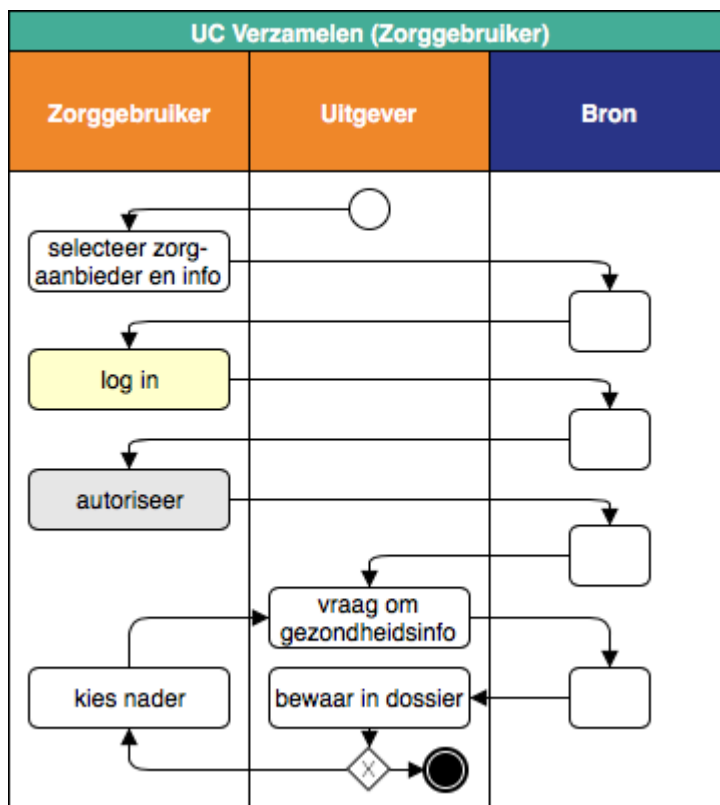 UC Verzamelen (Zorggebruiker)
Zorggebruiker
Uitgever
Bron
selecteer zorg-
aanbieder en info
log in
autoriseer
vraag om
gezondheidsinfo
kies nader
bewaar in dossier
X